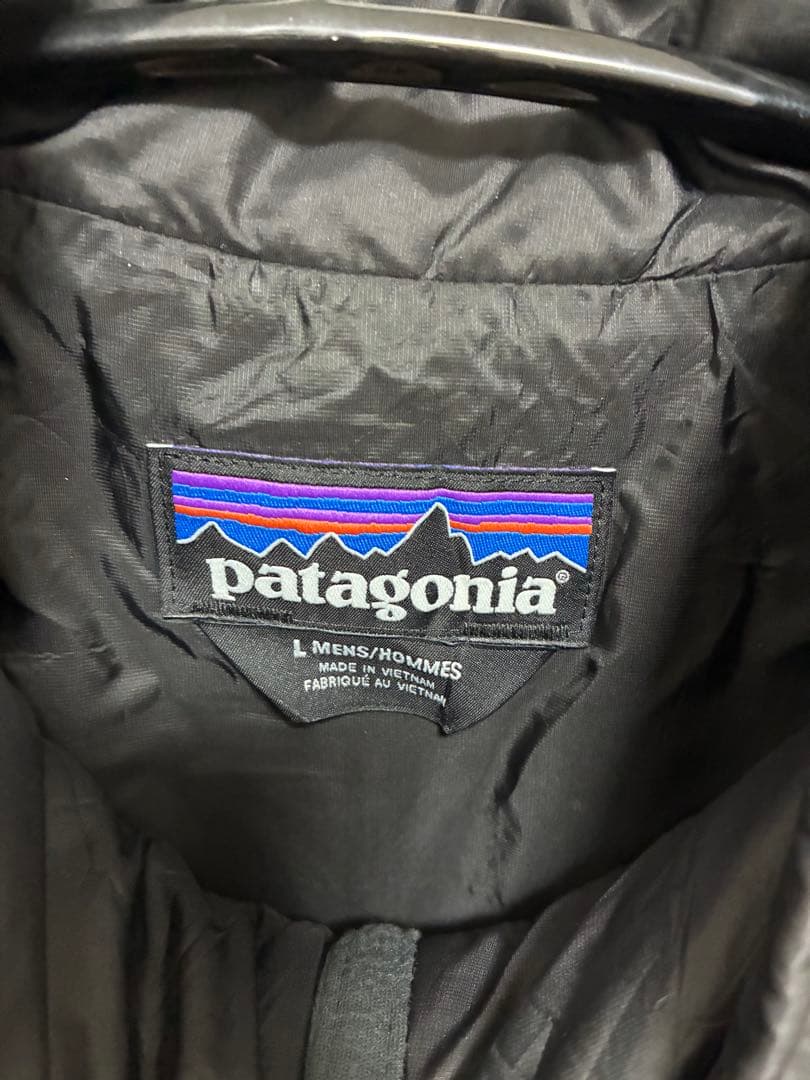 patagonia®
L MENS/HOMMES
MADE IN VIETNAM
FABRIQUÉ AU VIETNAM